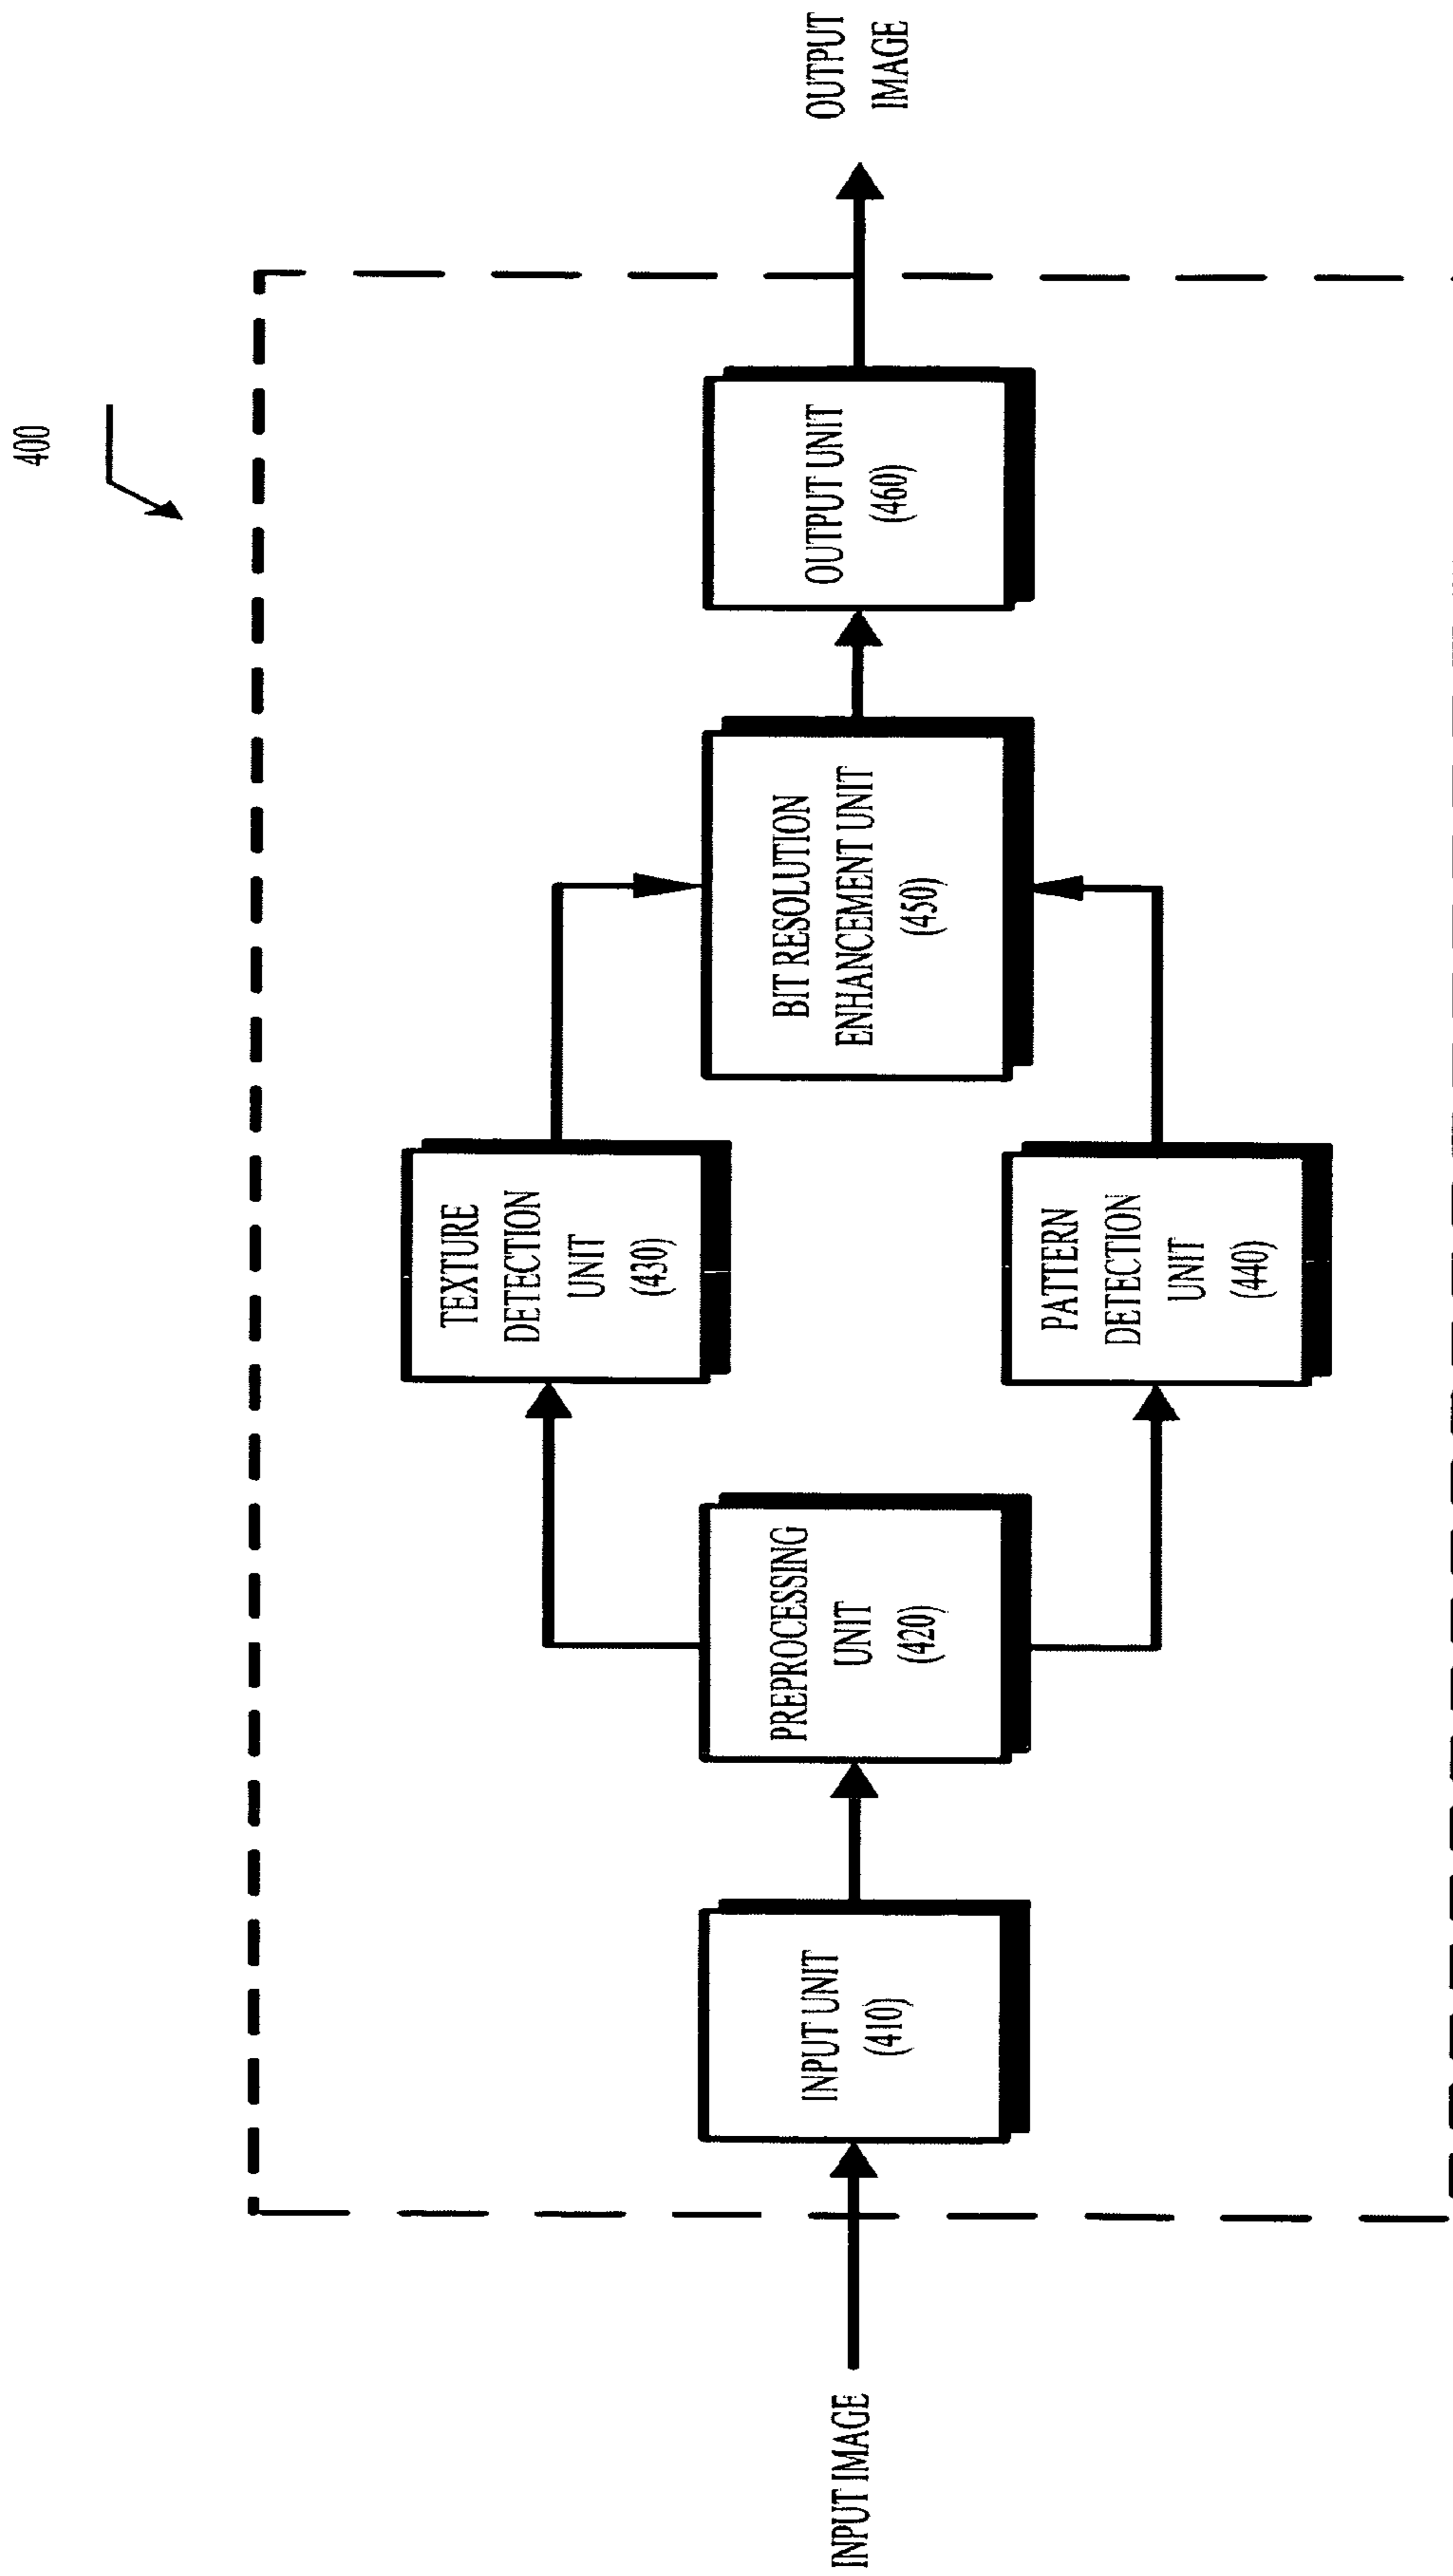 400
INPUT IMAGE
INPUT UNIT
(410)
PREPROCESSING
UNIT
(420)
TEXTURE
DETECTION
UNIT
(430)
PATTERN
DETECTION
UNIT
(440)
BIT RESOLUTION
ENHANCEMENT UNIT
(450)
OUTPUT UNIT
(460)
OUTPUT
IMAGE